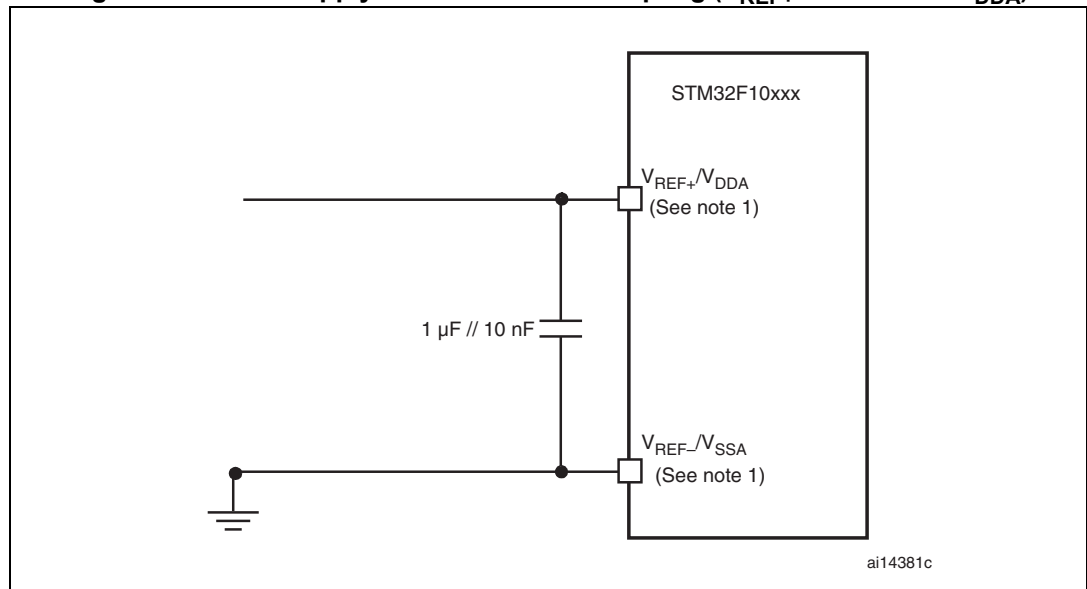 STM32F10xxx
VREF+/VDDA
(See note 1)
1 µF // 10 nF
VREF–/VSSA
(See note 1)
ai14381c